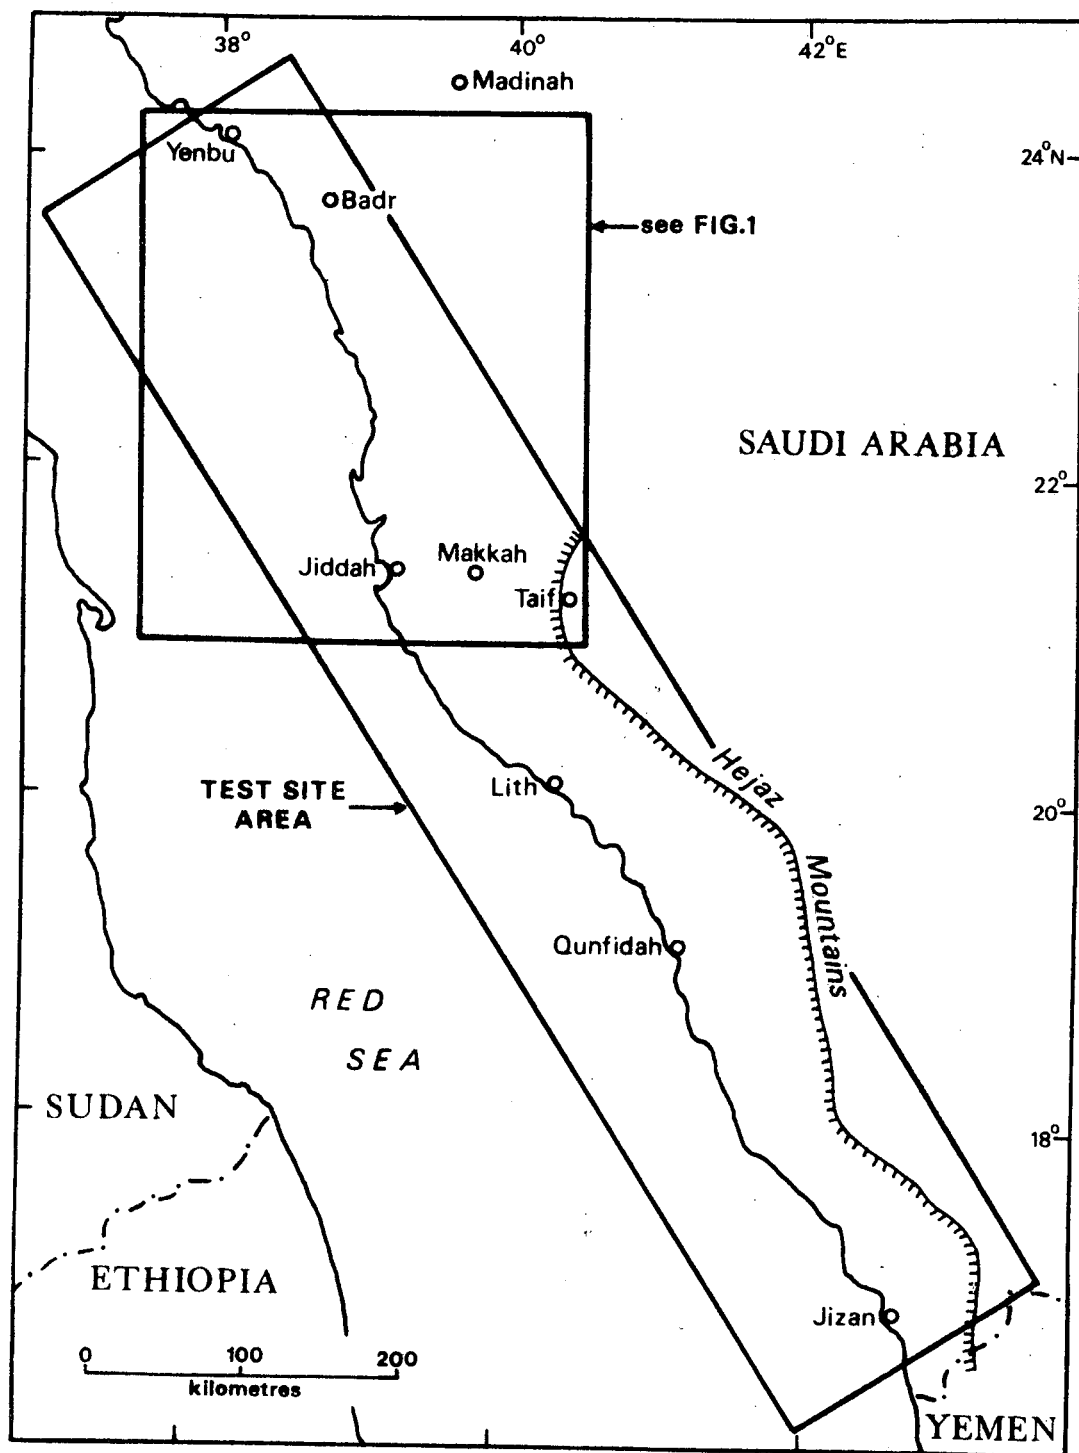 38°
40°
42°E
Madinah
Yenbu
24°N
Badr
see FIG.1
SAUDI ARABIA
22°
Jiddah
Makkah
Taif
TEST SITE
AREA
Lith
Hejaz
20°
Mountains
Qunfidah
RED
SEA
SUDAN
18°
ETHIOPIA
Jizan
0 100 200
kilometres
YEMEN